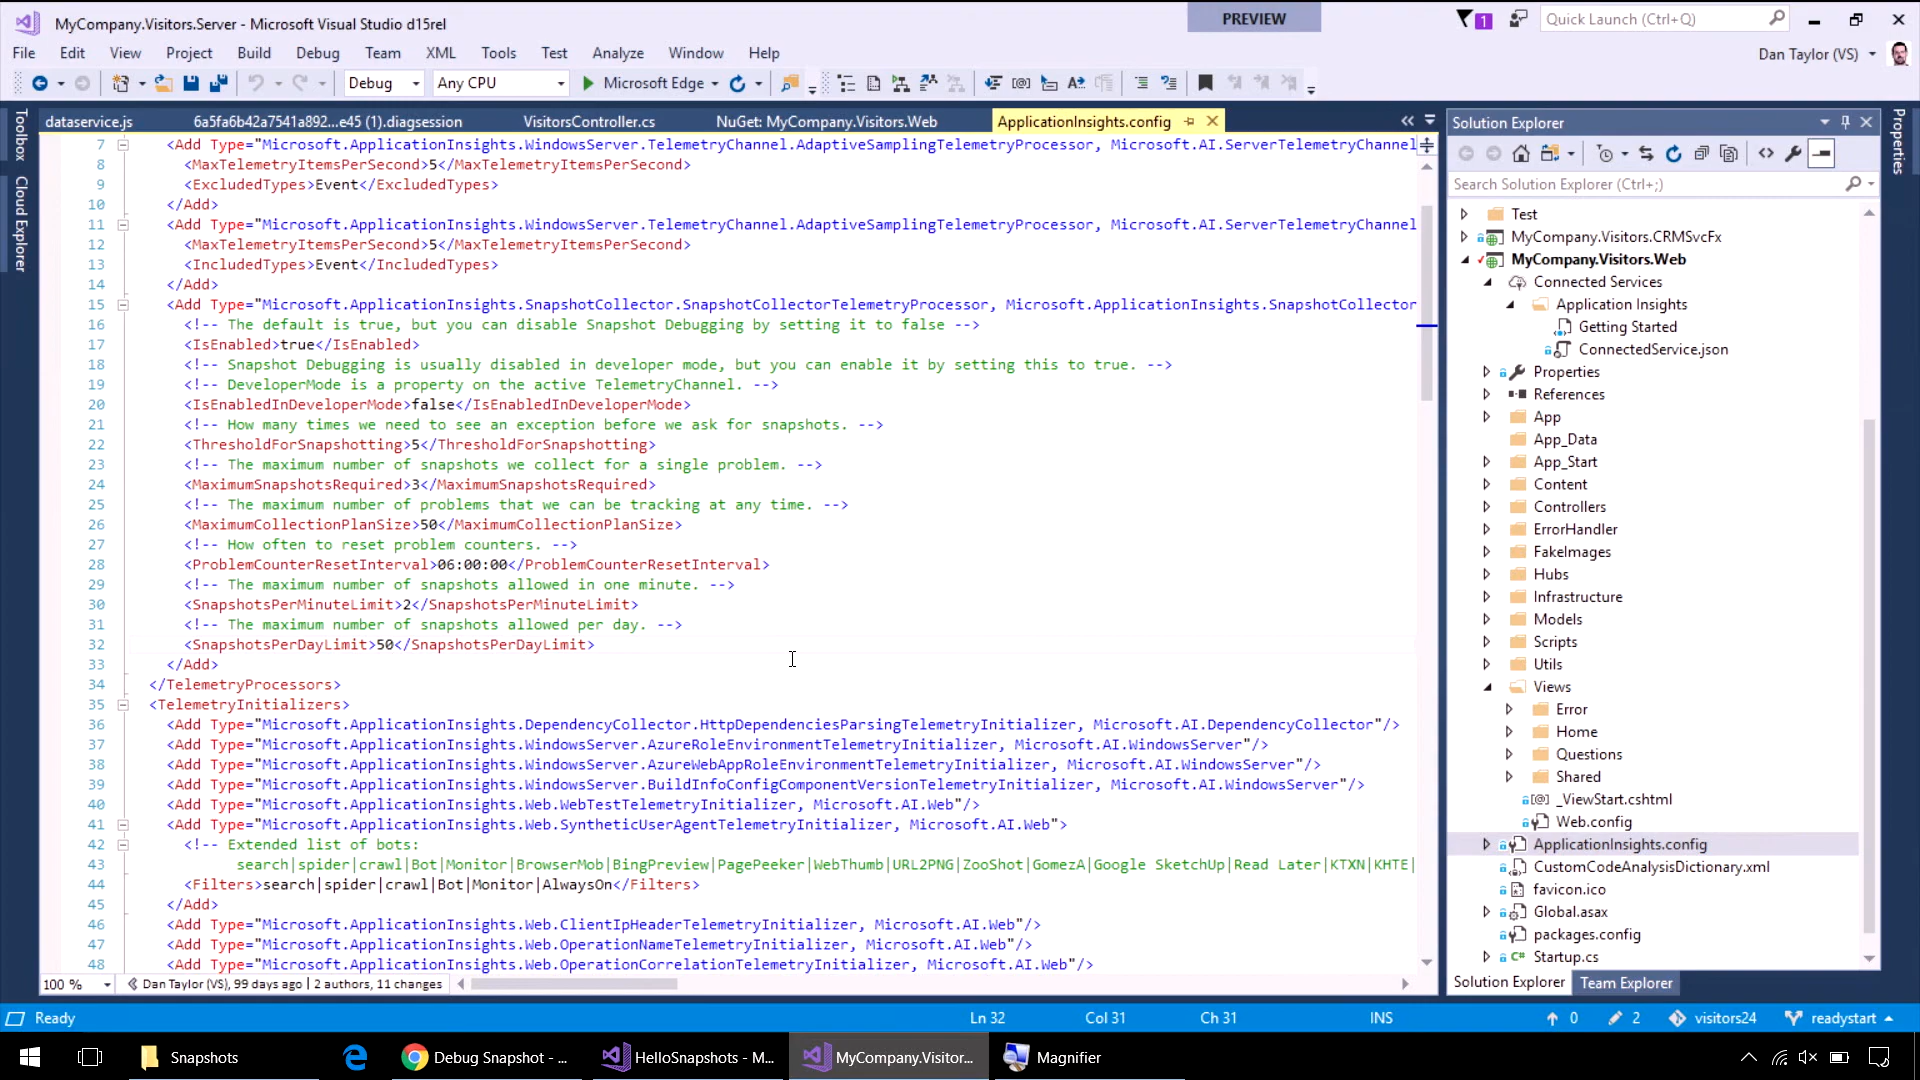 MyCompany.Visitors.Server - Microsoft Visual Studio d15rel
PREVIEW
1
Quick Launch (Ctrl+Q)
File Edit View Project Build Debug Team XML Tools Test Analyze Window Help
Dan Taylor (VS)
Debug Any CPU Microsoft Edge
Toolbox
Cloud Explorer
dataservice.js 6a5fa6b42a7541a892...e45 (1).diagsession VisitorsController.cs NuGet: MyCompany.Visitors.Web ApplicationInsights.config
7 <Add Type="Microsoft.ApplicationInsights.WindowsServer.TelemetryChannel.AdaptiveSamplingTelemetryProcessor, Microsoft.AI.ServerTelemetryChannel
8 <MaxTelemetryItemsPerSecond>5</MaxTelemetryItemsPerSecond>
9 <ExcludedTypes>Event</ExcludedTypes>
10 </Add>
11 <Add Type="Microsoft.ApplicationInsights.WindowsServer.TelemetryChannel.AdaptiveSamplingTelemetryProcessor, Microsoft.AI.ServerTelemetryChannel
12 <MaxTelemetryItemsPerSecond>5</MaxTelemetryItemsPerSecond>
13 <IncludedTypes>Event</IncludedTypes>
14 </Add>
15 <Add Type="Microsoft.ApplicationInsights.SnapshotCollector.SnapshotCollectorTelemetryProcessor, Microsoft.ApplicationInsights.SnapshotCollector
16 <!-- The default is true, but you can disable Snapshot Debugging by setting it to false -->
17 <IsEnabled>true</IsEnabled>
18 <!-- Snapshot Debugging is usually disabled in developer mode, but you can enable it by setting this to true. -->
19 <!-- DeveloperMode is a property on the active TelemetryChannel. -->
20 <IsEnabledInDeveloperMode>false</IsEnabledInDeveloperMode>
21 <!-- How many times we need to see an exception before we ask for snapshots. -->
22 <ThresholdForSnapshotting>5</ThresholdForSnapshotting>
23 <!-- The maximum number of snapshots we collect for a single problem. -->
24 <MaximumSnapshotsRequired>3</MaximumSnapshotsRequired>
25 <!-- The maximum number of problems that we can be tracking at any time. -->
26 <MaximumCollectionPlanSize>50</MaximumCollectionPlanSize>
27 <!-- How often to reset problem counters. -->
28 <ProblemCounterResetInterval>06:00:00</ProblemCounterResetInterval>
29 <!-- The maximum number of snapshots allowed in one minute. -->
30 <SnapshotsPerMinuteLimit>2</SnapshotsPerMinuteLimit>
31 <!-- The maximum number of snapshots allowed per day. -->
32 <SnapshotsPerDayLimit>50</SnapshotsPerDayLimit>
33 </Add>
34 </TelemetryProcessors>
35 <TelemetryInitializers>
36 <Add Type="Microsoft.ApplicationInsights.DependencyCollector.HttpDependenciesParsingTelemetryInitializer, Microsoft.AI.DependencyCollector"/>
37 <Add Type="Microsoft.ApplicationInsights.WindowsServer.AzureRoleEnvironmentTelemetryInitializer, Microsoft.AI.WindowsServer"/>
38 <Add Type="Microsoft.ApplicationInsights.WindowsServer.AzureWebAppRoleEnvironmentTelemetryInitializer, Microsoft.AI.WindowsServer"/>
39 <Add Type="Microsoft.ApplicationInsights.WindowsServer.BuildInfoConfigComponentVersionTelemetryInitializer, Microsoft.AI.WindowsServer"/>
40 <Add Type="Microsoft.ApplicationInsights.Web.WebTestTelemetryInitializer, Microsoft.AI.Web"/>
41 <Add Type="Microsoft.ApplicationInsights.Web.SyntheticUserAgentTelemetryInitializer, Microsoft.AI.Web">
42 <!-- Extended list of bots:
43 search|spider|crawl|Bot|Monitor|BrowserMob|BingPreview|PagePeeker|WebThumb|URL2PNG|ZooShot|GomezA|Google SketchUp|Read Later|KTXN|KHTE|
44 <Filters>search|spider|crawl|Bot|Monitor|AlwaysOn</Filters>
45 </Add>
46 <Add Type="Microsoft.ApplicationInsights.Web.ClientIpHeaderTelemetryInitializer, Microsoft.AI.Web"/>
47 <Add Type="Microsoft.ApplicationInsights.Web.OperationNameTelemetryInitializer, Microsoft.AI.Web"/>
48 <Add Type="Microsoft.ApplicationInsights.Web.OperationCorrelationTelemetryInitializer, Microsoft.AI.Web"/>
100 % Dan Taylor (VS), 99 days ago | 2 authors, 11 changes
Solution Explorer
Search Solution Explorer (Ctrl+;)
Test
MyCompany.Visitors.CRMSvcFx
MyCompany.Visitors.Web
Connected Services
Application Insights
Getting Started
ConnectedService.json
Properties
References
App
App_Data
App_Start
Content
Controllers
ErrorHandler
FakeImages
Hubs
Infrastructure
Models
Scripts
Utils
Views
Error
Home
Questions
Shared
_ViewStart.cshtml
Web.config
ApplicationInsights.config
CustomCodeAnalysisDictionary.xml
favicon.ico
Global.asax
packages.config
Startup.cs
Solution Explorer Team Explorer
Properties
Ready Ln 32 Col 31 Ch 31 INS 0 2 visitors24 readystart
Snapshots Debug Snapshot - ... HelloSnapshots - M... MyCompany.Visitor... Magnifier